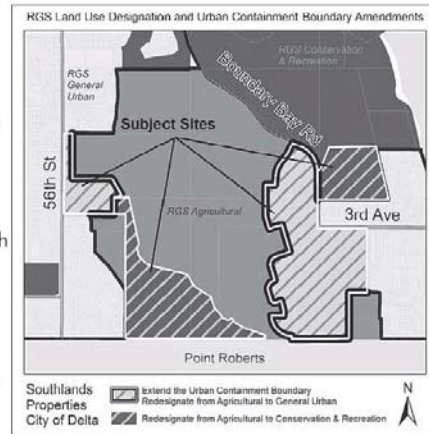 RGS Land Use Designation and Urban Containment Boundary Amendments
RGS Conservation
& Recreation
RGS
General
Urban
Boundary Bay Rd
Subject Sites
56th St
RGS Agricultural
3rd Ave
h
Point Roberts
Southlands
Properties
City of Delta
Extend the Urban Containment Boundary
Redesignate from Agricultural to General Urban
Redesignate from Agricultural to Conservation & Recreation
N